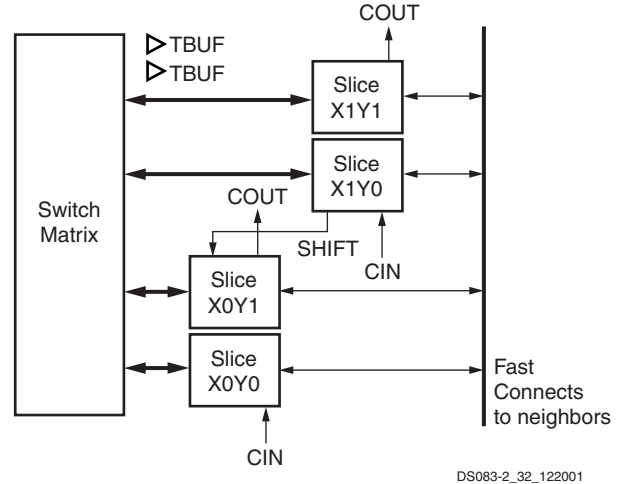 COUT
TBUF
TBUF
Slice
X1Y1
Slice
X1Y0
COUT
Switch
Matrix
SHIFT
CIN
Slice
X0Y1
Slice
X0Y0
Fast
Connects
to neighbors
CIN
DS083-2_32_122001